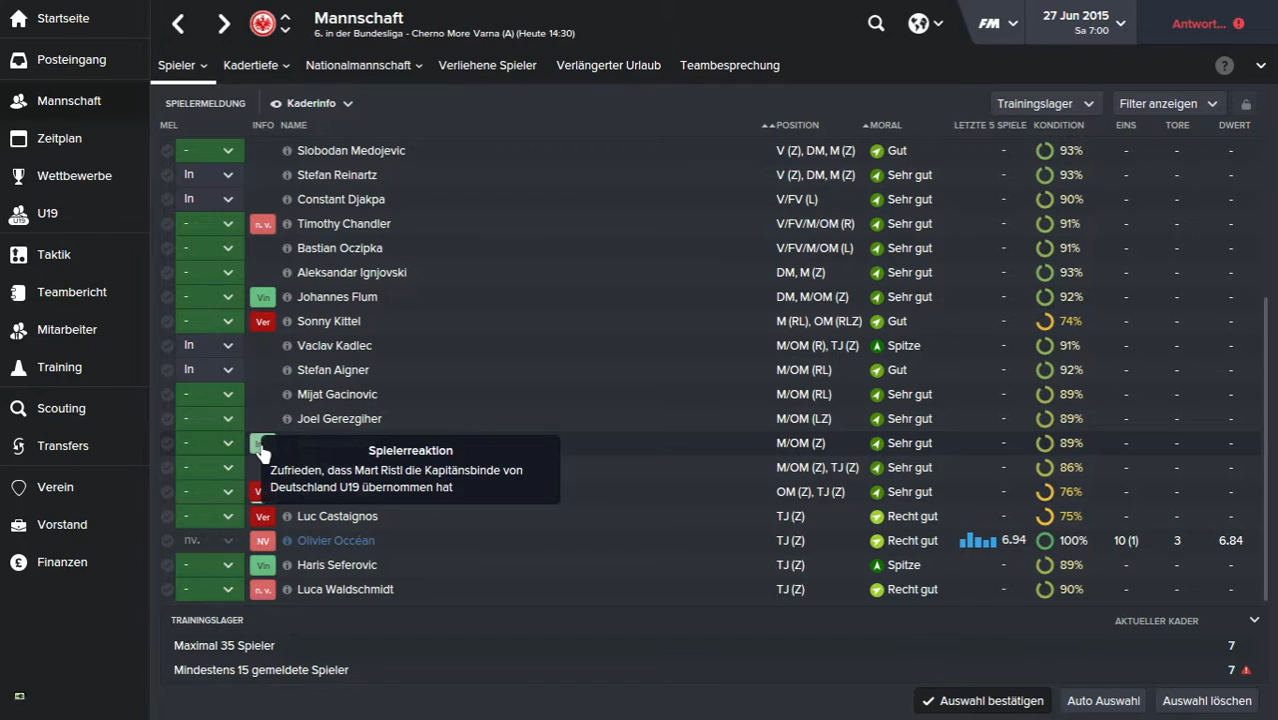 Startseite
Posteingang
Mannschaft
Zeitplan
Wettbewerbe
U19
U19
Taktik
Teambericht
Mitarbeiter
Training
Scouting
Transfers
Verein
Vorstand
Finanzen
Mannschaft
6. in der Bundesliga - Cherno More Varna (A) (Heute 14:30)
FM
27 Jun 2015
Sa 7:00
Antwort...
Spieler Kadertiefe Nationalmannschaft Verliehene Spieler Verlängerter Urlaub Teambesprechung ?
SPIELERMELDUNG Kaderinfo Trainingslager Filter anzeigen
MEL INFO NAME POSITION MORAL LETZTE 5 SPIELE KONDITION EINS TORE DWERT
- Slobodan Medojevic V (Z), DM, M (Z) Gut - 93% - - -
In Stefan Reinartz V (Z), DM, M (Z) Sehr gut - 93% - - -
In Constant Djakpa V/FV (L) Sehr gut - 90% - - -
- n. v. Timothy Chandler V/FV/M/OM (R) Sehr gut - 91% - - -
- Bastian Oczipka V/FV/M/OM (L) Sehr gut - 91% - - -
- Aleksandar Ignjovski DM, M (Z) Sehr gut - 93% - - -
- Vin Johannes Flum DM, M/OM (Z) Sehr gut - 92% - - -
- Ver Sonny Kittel M (RL), OM (RLZ) Gut - 74% - - -
In Vaclav Kadlec M/OM (R), TJ (Z) Spitze - 91% - - -
In Stefan Aigner M/OM (RL) Gut - 92% - - -
- Mijat Gacinovic M/OM (RL) Sehr gut - 89% - - -
- Joel Gerezgiher M/OM (LZ) Sehr gut - 89% - - -
- M/OM (Z) Sehr gut - 89% - - -
Spielerreaktion
Zufrieden, dass Mart Ristl die Kapitänsbinde von
Deutschland U19 übernommen hat
- M/OM (Z), TJ (Z) Sehr gut - 86% - - -
- OM (Z), TJ (Z) Sehr gut - 76% - - -
- Ver Luc Castaignos TJ (Z) Recht gut - 75% - - -
nv. NV Olivier Occéan TJ (Z) Recht gut 6.94 100% 10 (1) 3 6.84
- Vin Haris Seferovic TJ (Z) Spitze - 89% - - -
- n. v. Luca Waldschmidt TJ (Z) Recht gut - 90% - - -
TRAININGSLAGER AKTUELLER KADER
Maximal 35 Spieler 7
Mindestens 15 gemeldete Spieler 7
Auswahl bestätigen Auto Auswahl Auswahl löschen